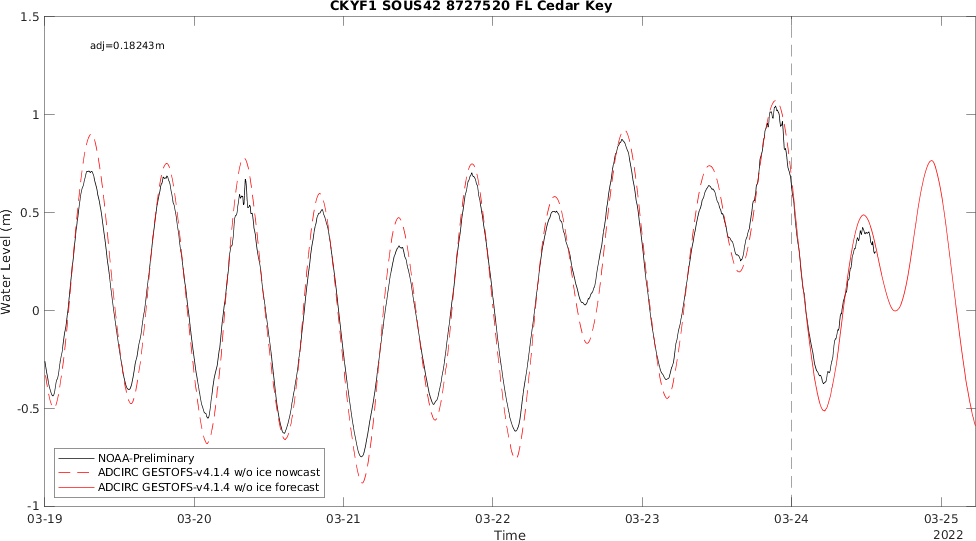 CKYF1 SOUS42 8727520 FL Cedar Key
adj=0.18243m
1.5
1
0.5
0
-0.5
-1
Water Level (m)
NOAA-Preliminary
ADCIRC GESTOFS-v4.1.4 w/o ice nowcast
ADCIRC GESTOFS-v4.1.4 w/o ice forecast
03-19
03-20
03-21
03-22
03-23
03-24
03-25
Time
2022